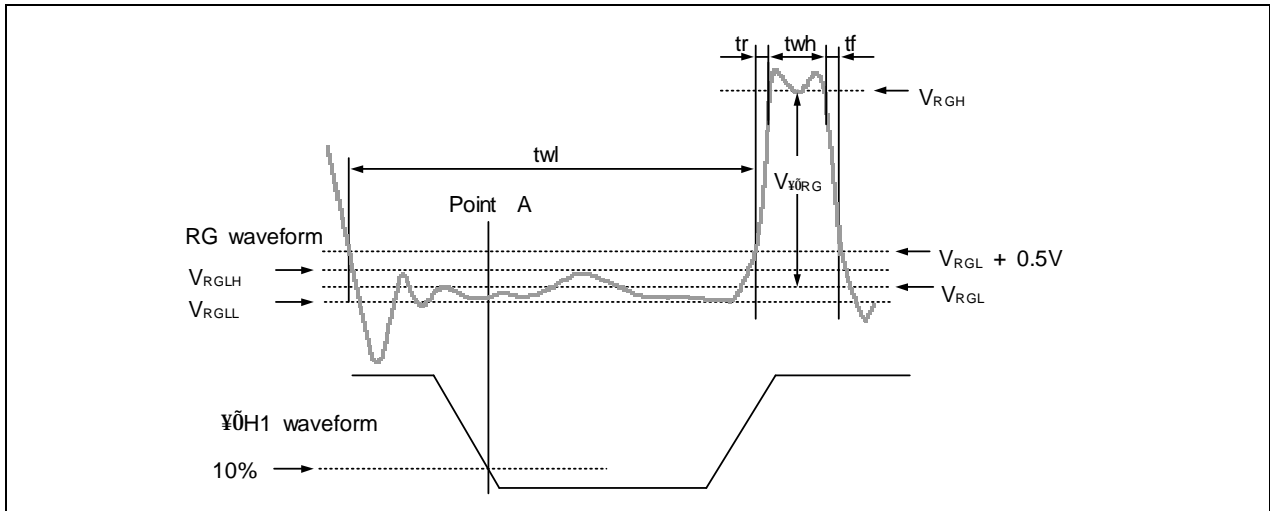 tr twh tf
VRGH
twl
V¥ÕRG
Point A
RG waveform
VRGL + 0.5V
VRGLH
VRGL
VRGLL
¥ÕH1 waveform
10%